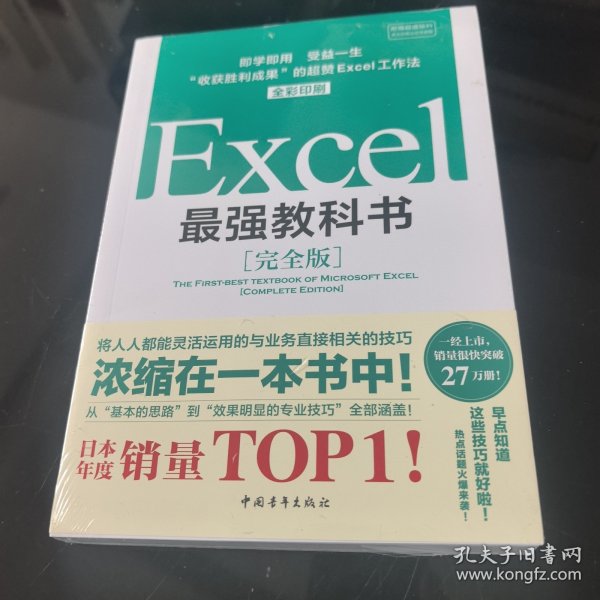 即学即用 受益一生
“收获胜利成果”的超赞Excel工作法
全彩印刷
Excel
最强教科书
[完全版]
THE FIRST-BEST TEXTBOOK OF MICROSOFT EXCEL
[COMPLETE EDITION]
将人人都能灵活运用的与业务直接相关的技巧
浓缩在一本书中!
从“基本的思路”到“效果明显的专业技巧”全部涵盖!
日本年度 销量 TOP1!
中国青年出版社
一经上市,
销量很快突破
27万册!
早点知道
这些技巧就好啦!
热点话题火爆来袭!
孔夫子旧书网
www.kongfz.com